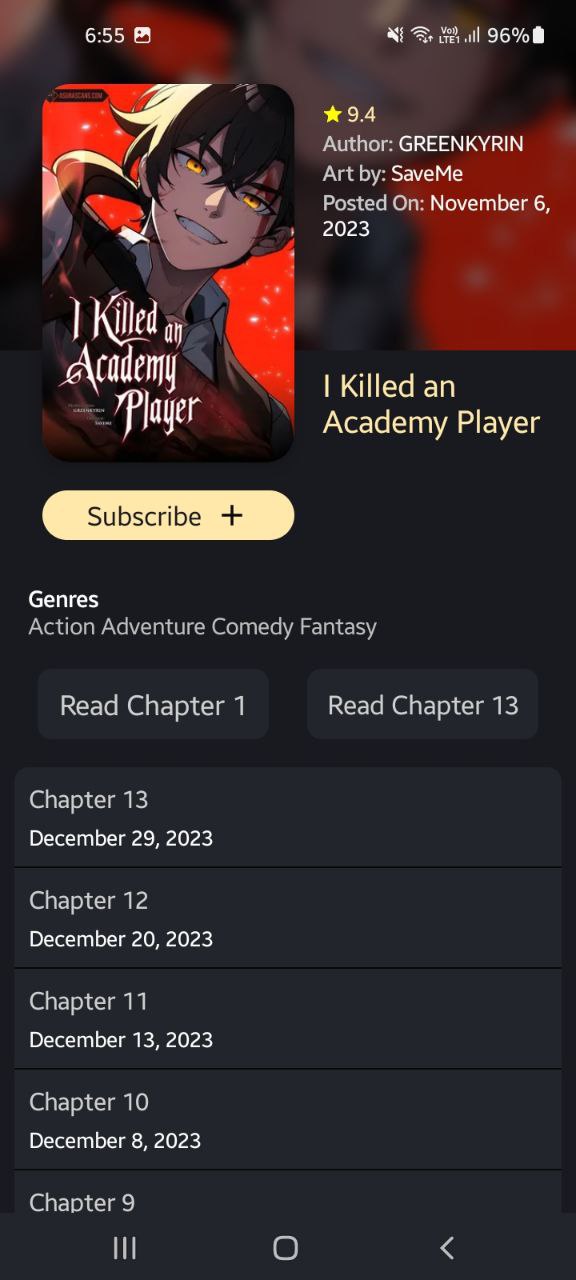 6:55
Vo)) LTE1 96%
ASURASCANS.COM
I Killed an
Academy
Player
GREENKYRIN
SAVEME
9.4
Author: GREENKYRIN
Art by: SaveMe
Posted On: November 6,
2023
I Killed an
Academy Player
Subscribe +
Genres
Action Adventure Comedy Fantasy
Read Chapter 1
Read Chapter 13
Chapter 13
December 29, 2023
Chapter 12
December 20, 2023
Chapter 11
December 13, 2023
Chapter 10
December 8, 2023
Chapter 9